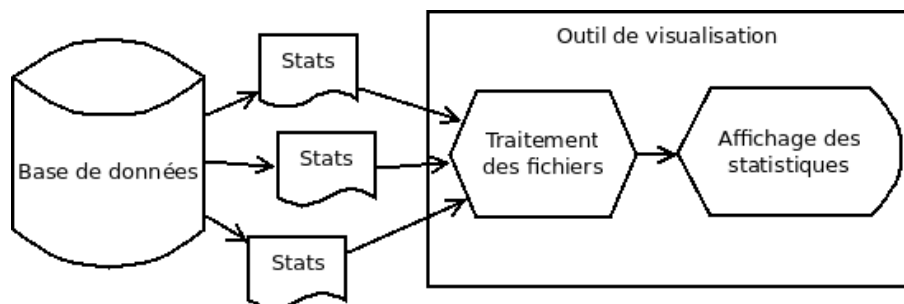 Outil de visualisation
Stats
Base de données
Stats
Stats
Traitement
des fichiers
Affichage des
statistiques